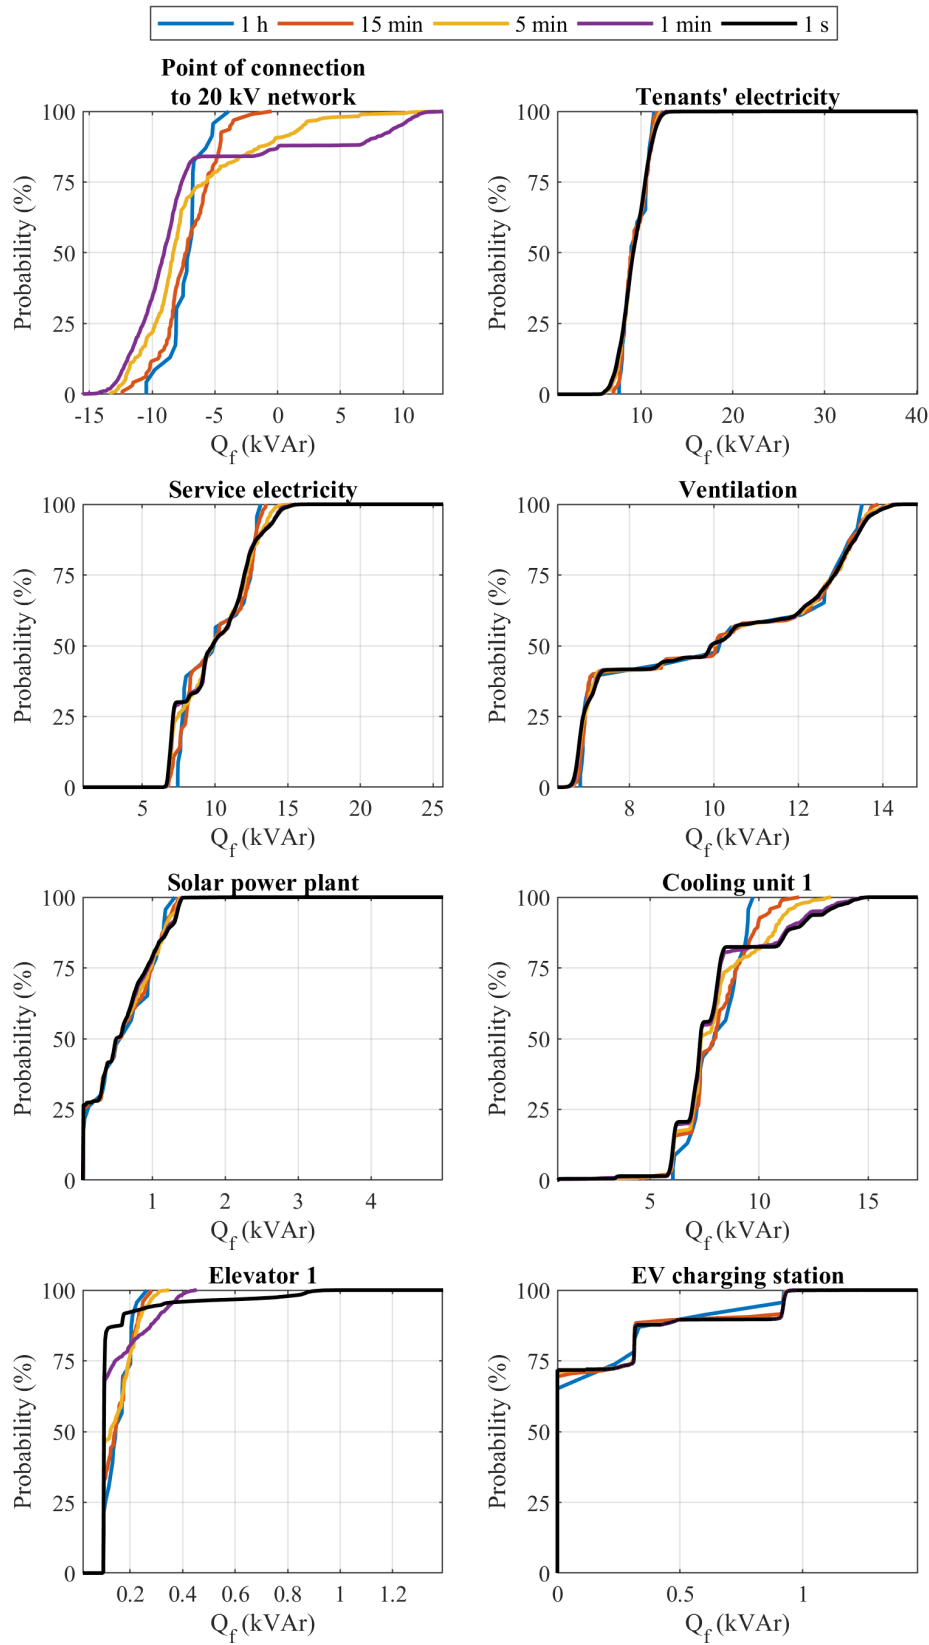 1 h 15 min 5 min 1 min 1 s
Point of connection
to 20 kV network
Tenants' electricity
Probability (%)
100
75
50
25
0
-15 -10 -5 0 5 10
Q_f (kVAr)
Probability (%)
100
75
50
25
0
10 20 30 40
Q_f (kVAr)
Service electricity
Ventilation
Probability (%)
100
75
50
25
0
5 10 15 20 25
Q_f (kVAr)
Probability (%)
100
75
50
25
0
8 10 12 14
Q_f (kVAr)
Solar power plant
Cooling unit 1
Probability (%)
100
75
50
25
0
1 2 3 4
Q_f (kVAr)
Probability (%)
100
75
50
25
0
5 10 15
Q_f (kVAr)
Elevator 1
EV charging station
Probability (%)
100
75
50
25
0
0.2 0.4 0.6 0.8 1 1.2
Q_f (kVAr)
Probability (%)
100
75
50
25
0
0 0.5 1
Q_f (kVAr)